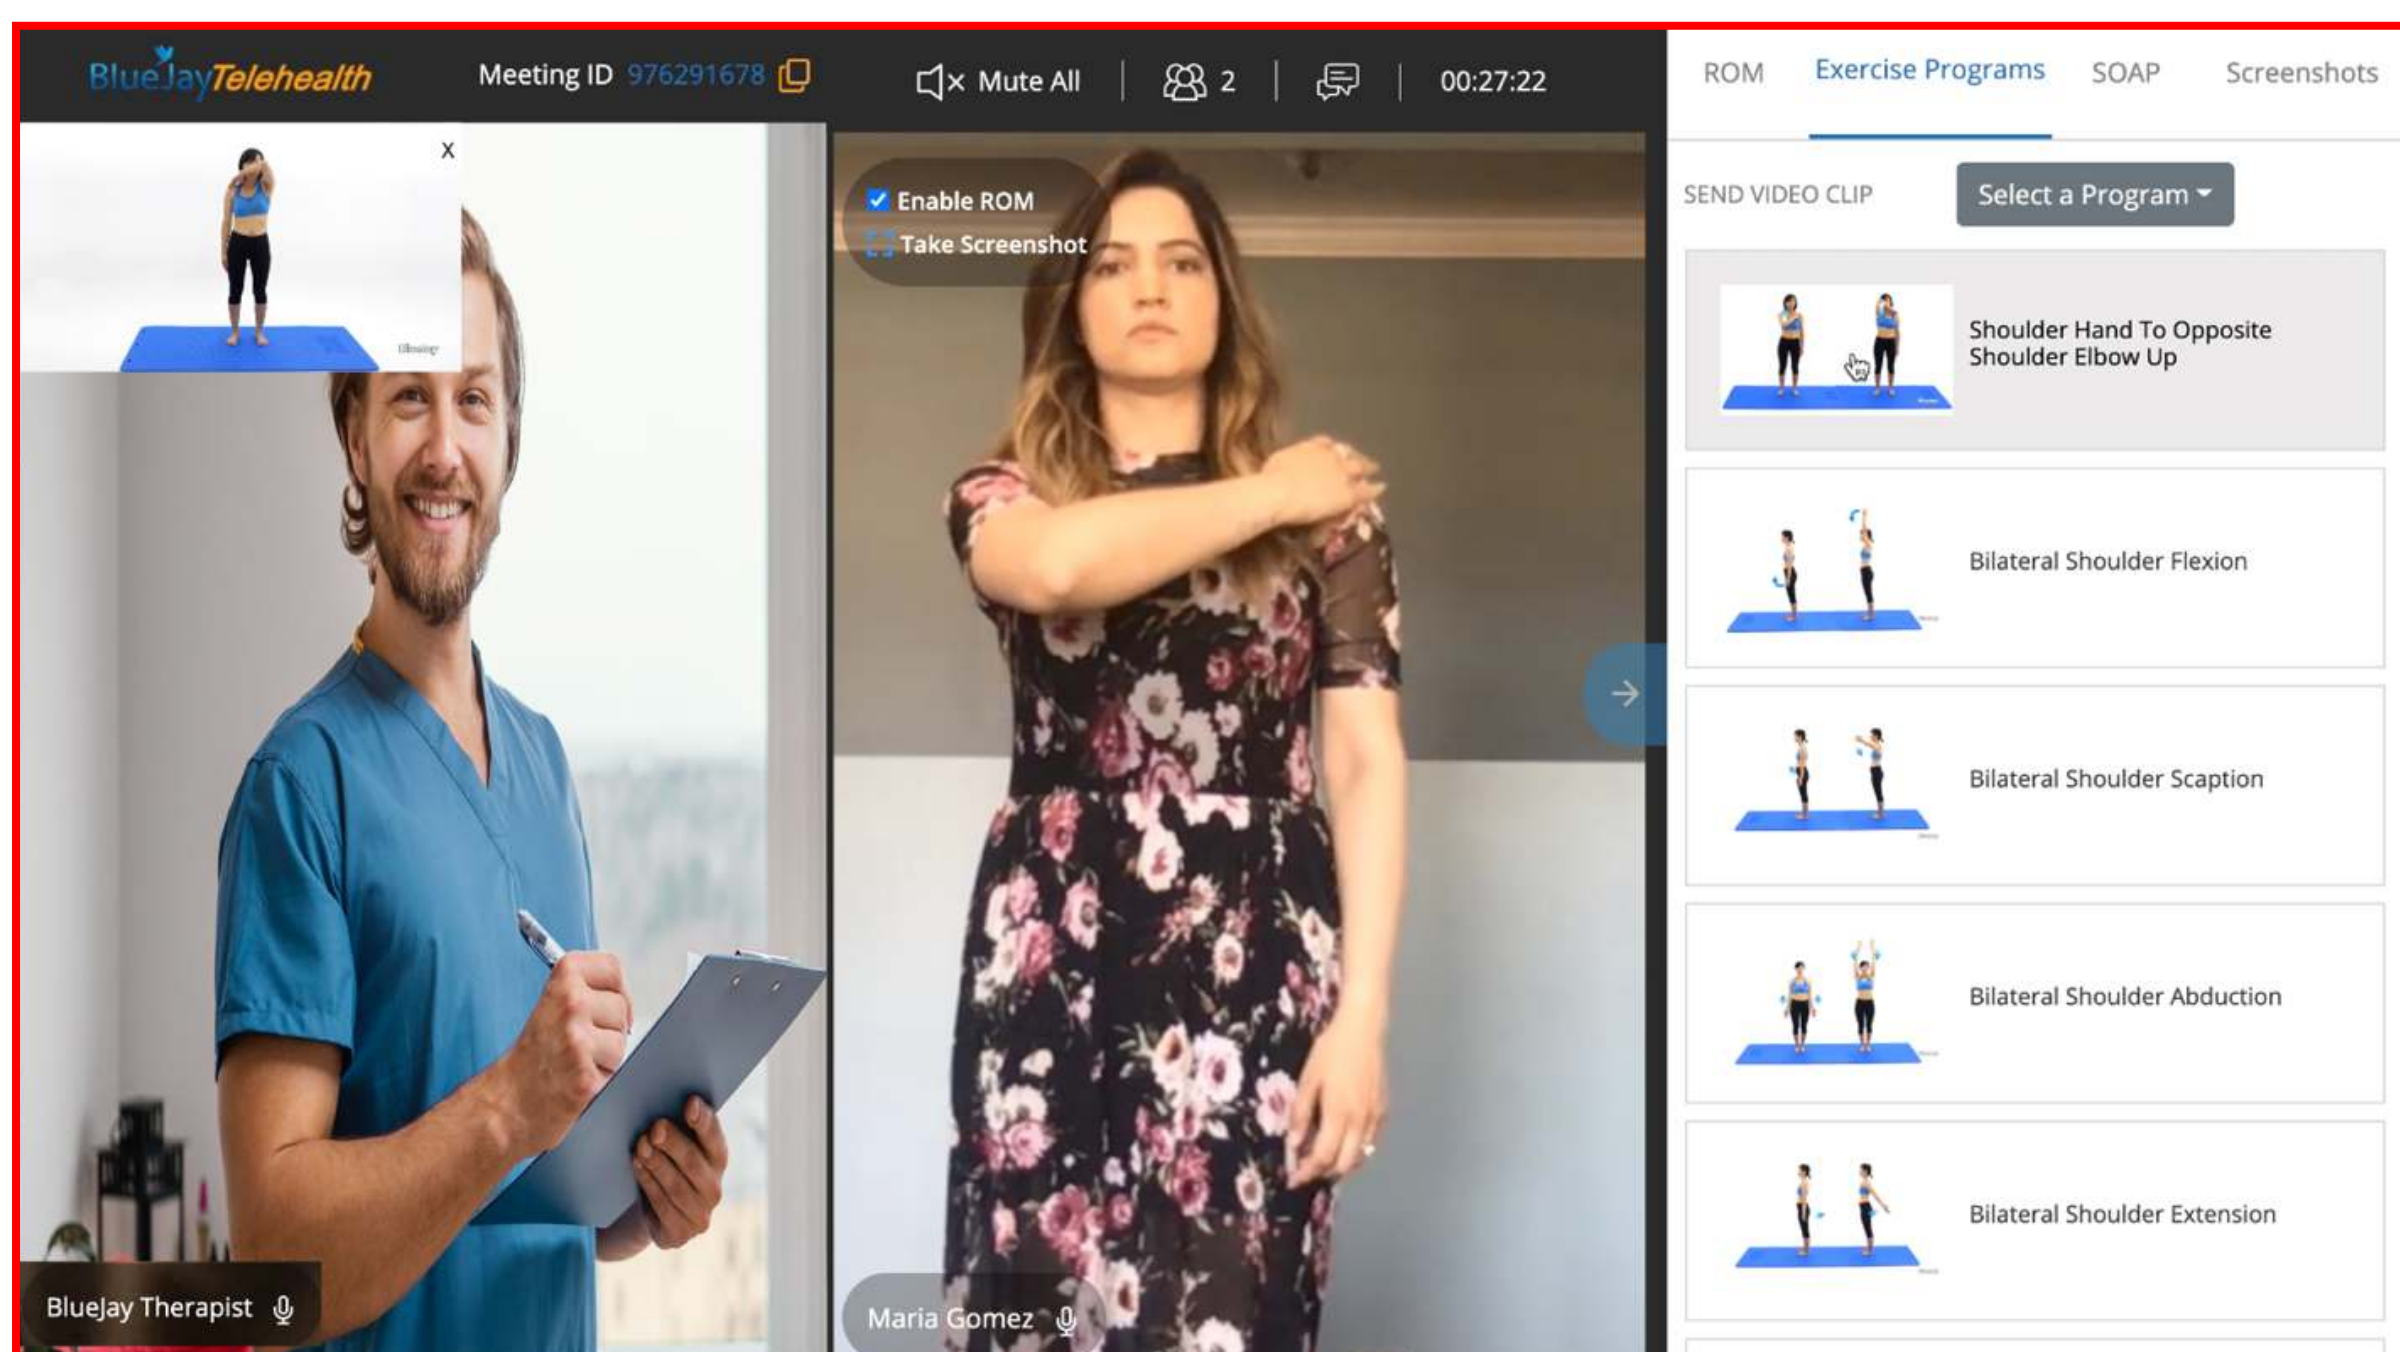 BlueJayTelehealth
Meeting ID 976291678
Mute All
2
00:27:22
ROM
Exercise Programs
SOAP
Screenshots
X
Enable ROM
Take Screenshot
SEND VIDEO CLIP
Select a Program
Shoulder Hand To Opposite
Shoulder Elbow Up
Bilateral Shoulder Flexion
Bilateral Shoulder Scaption
Bilateral Shoulder Abduction
Bilateral Shoulder Extension
BlueJay Therapist
Maria Gomez